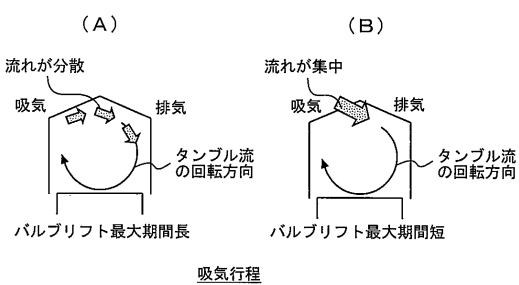 (A)
流れが分散
吸気
排気
タンブル流
の回転方向
バルブリフト最大期間長
(B)
流れが集中
吸気
排気
タンブル流
の回転方向
バルブリフト最大期間短
吸気行程